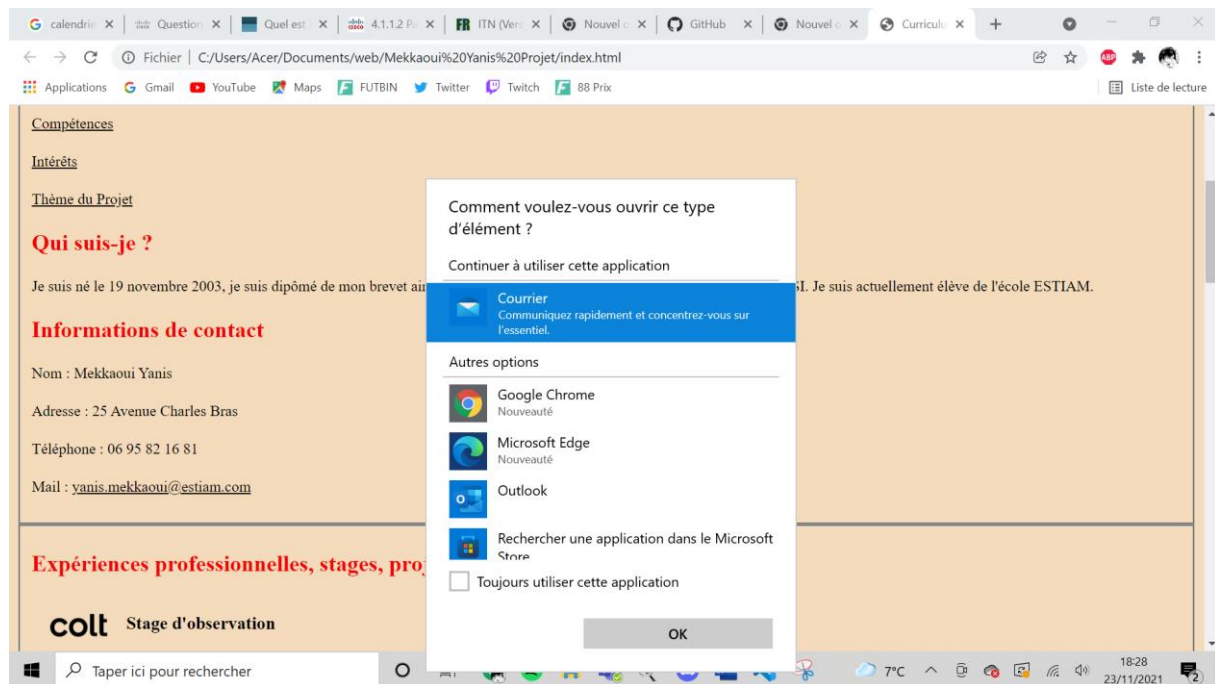 calendrie
Question
Quel est
4.1.1.2 Pa
ITN (Vers
Nouvel o
GitHub
Nouvel o
Curriculu
Fichier | C:/Users/Acer/Documents/web/Mekkaoui%20Yanis%20Projet/index.html
Applications Gmail YouTube Maps FUTBIN Twitter Twitch 88 Prix Liste de lecture
Compétences
Intérêts
Thème du Projet
Qui suis-je ?
Je suis né le 19 novembre 2003, je suis dipômé de mon brevet ain
SI. Je suis actuellement élève de l'école ESTIAM.
Informations de contact
Nom : Mekkaoui Yanis
Adresse : 25 Avenue Charles Bras
Téléphone : 06 95 82 16 81
Mail : yanis.mekkaoui@estiam.com
Expériences professionnelles, stages, proj
colt Stage d'observation
Comment voulez-vous ouvrir ce type
d'élément ?
Continuer à utiliser cette application
Courrier
Communiquez rapidement et concentrez-vous sur
l'essentiel.
Autres options
Google Chrome
Nouveauté
Microsoft Edge
Nouveauté
Outlook
Rechercher une application dans le Microsoft
Store
Toujours utiliser cette application
OK
Taper ici pour rechercher
7°C
18:28
23/11/2021
2